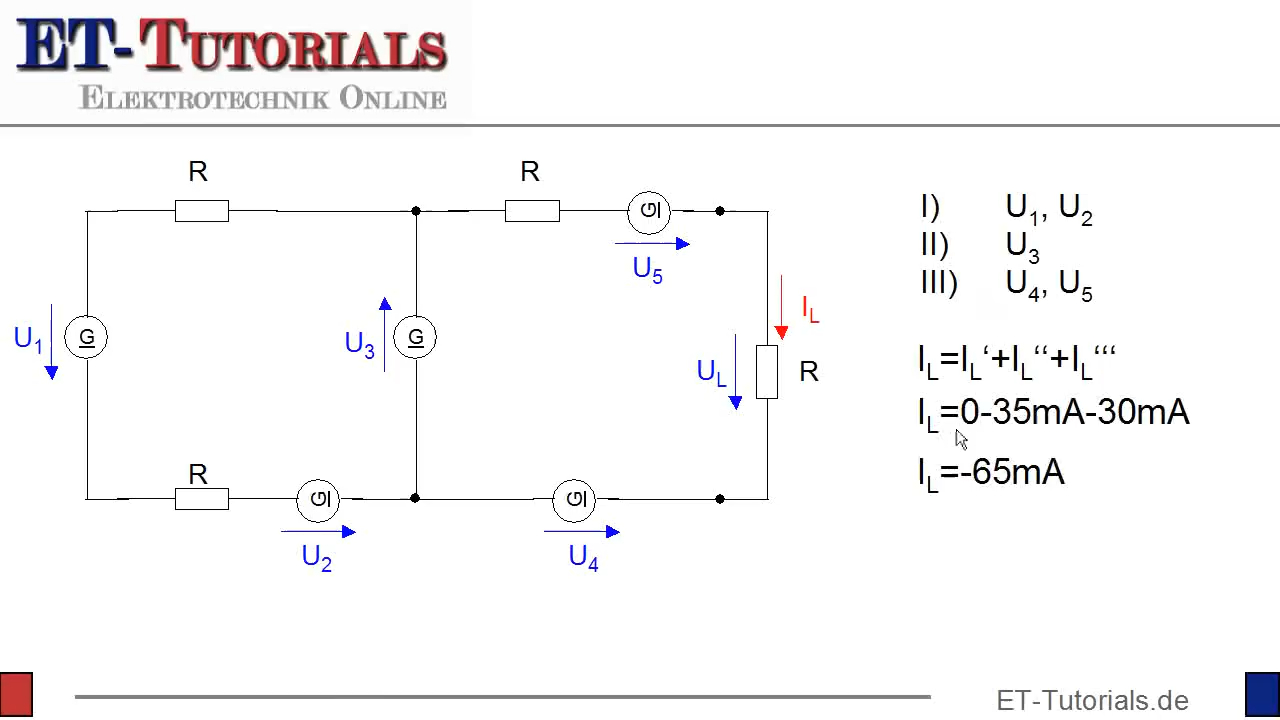 ET-TUTORIALS
ELEKTROTECHNIK ONLINE
R
R
G
U5
U1
G
U3
G
UL
IL
R
R
G
U2
G
U4
I) U1, U2
II) U3
III) U4, U5
IL=IL‘+IL‘‘+IL‘‘‘
IL=0-35mA-30mA
IL=-65mA
ET-Tutorials.de